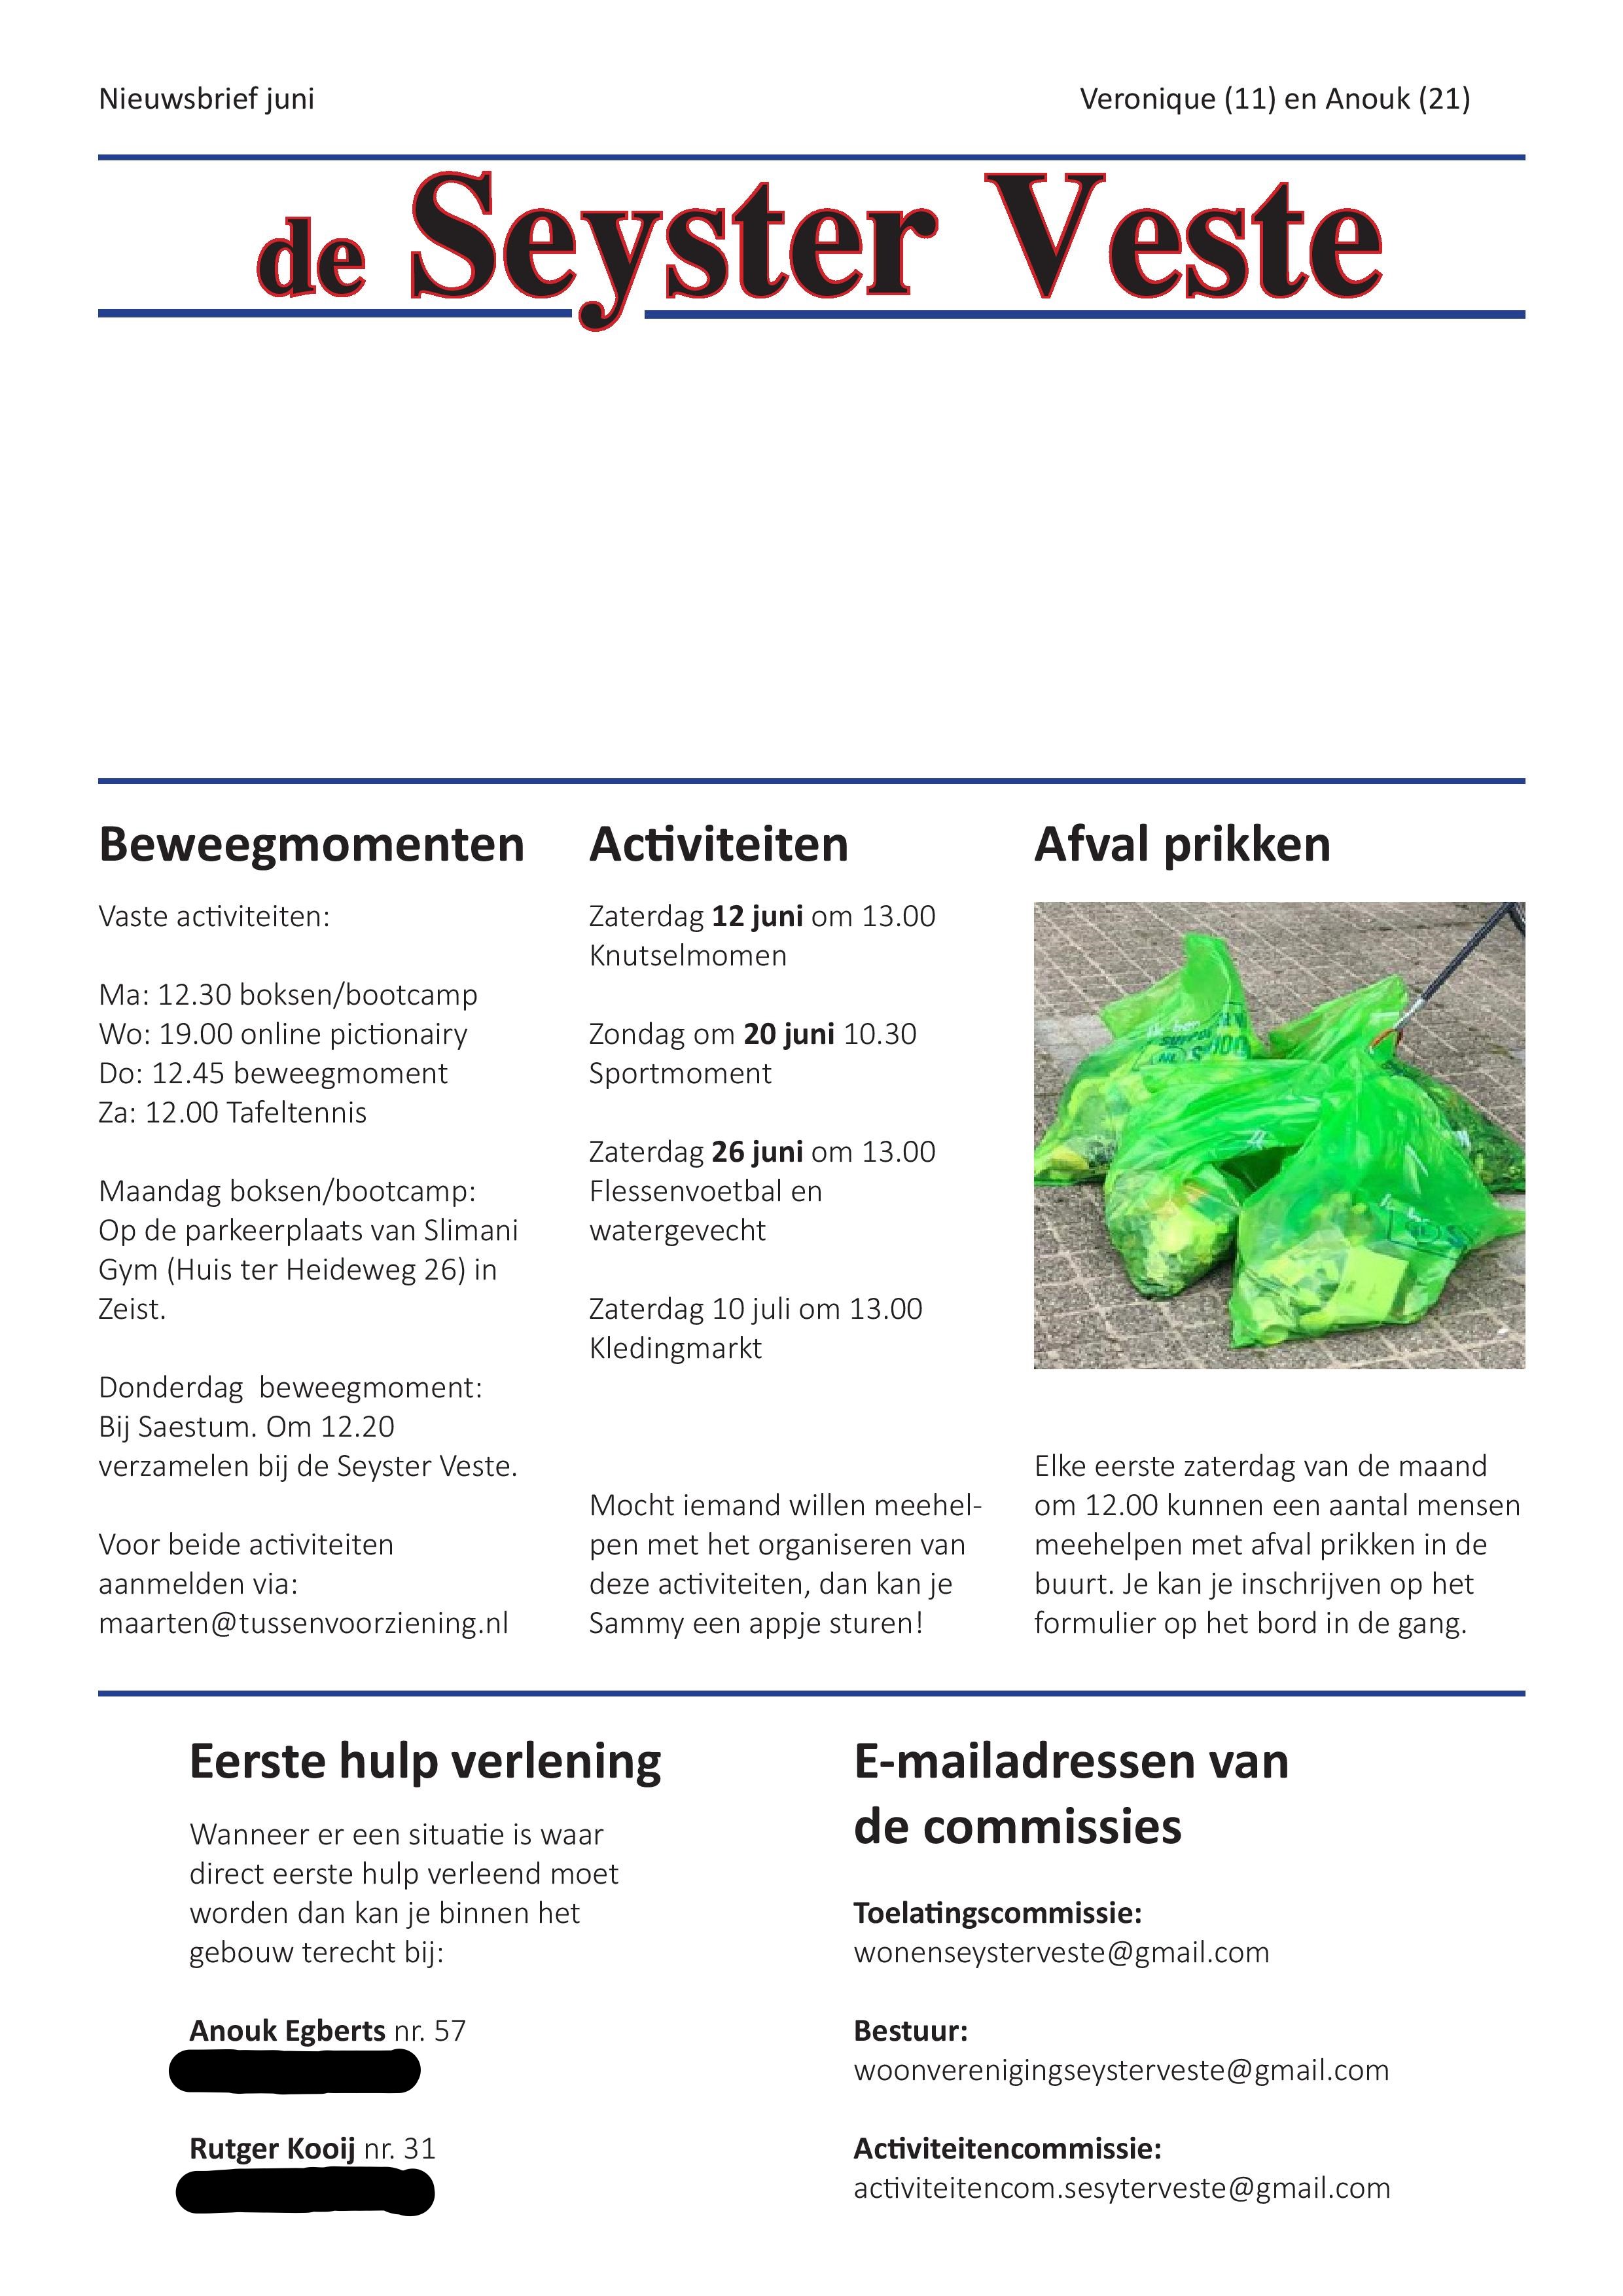 Nieuwsbrief juni
Veronique (11) en Anouk (21)
de Seyster Veste
Beweegmomenten
Vaste activiteiten:
Ma: 12.30 boksen/bootcamp
Wo: 19.00 online pictionairy
Do: 12.45 beweegmoment
Za: 12.00 Tafeltennis
Maandag boksen/bootcamp:
Op de parkeerplaats van Slimani
Gym (Huis ter Heideweg 26) in
Zeist.
Donderdag  beweegmoment:
Bij Saestum. Om 12.20
verzamelen bij de Seyster Veste.
Voor beide activiteiten
aanmelden via:
maarten@tussenvoorziening.nl
Activiteiten
Zaterdag 12 juni om 13.00
Knutselmomen
Zondag om 20 juni 10.30
Sportmoment
Zaterdag 26 juni om 13.00
Flessenvoetbal en
watergevecht
Zaterdag 10 juli om 13.00
Kledingmarkt
Mocht iemand willen meehel-
pen met het organiseren van
deze activiteiten, dan kan je
Sammy een appje sturen!
Afval prikken
Elke eerste zaterdag van de maand
om 12.00 kunnen een aantal mensen
meehelpen met afval prikken in de
buurt. Je kan je inschrijven op het
formulier op het bord in de gang.
Eerste hulp verlening
Wanneer er een situatie is waar
direct eerste hulp verleend moet
worden dan kan je binnen het
gebouw terecht bij:
Anouk Egberts nr. 57
Rutger Kooij nr. 31
E-mailadressen van
de commissies
Toelatingscommissie:
wonenseysterveste@gmail.com
Bestuur:
woonverenigingseysterveste@gmail.com
Activiteitencommissie:
activiteitencom.sesyterveste@gmail.com